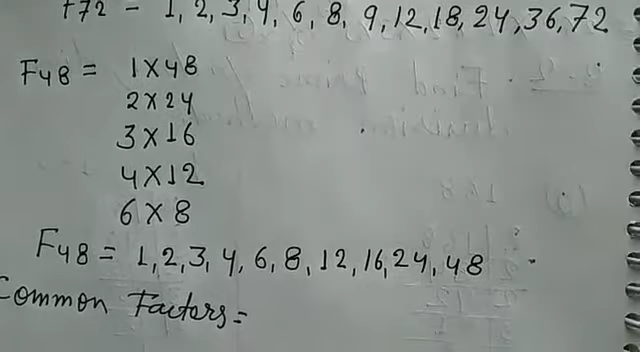 F72 - 1, 2, 3, 4, 6, 8, 9, 12, 18, 24, 36, 72
F48 = 1 X 48
2 X 24
3 X 16
4 X 12
6 X 8
F48 = 1, 2, 3, 4, 6, 8, 12, 16, 24, 48
Common Factors =